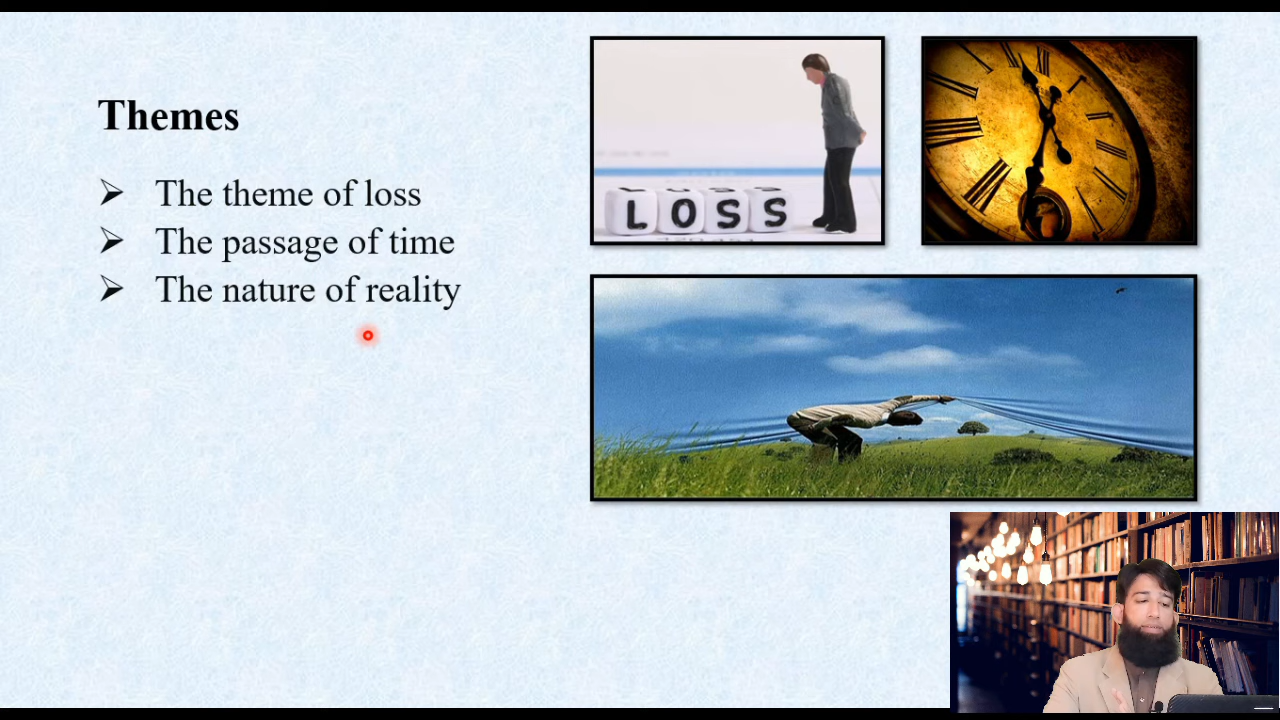 Themes
➢ The theme of loss
➢ The passage of time
➢ The nature of reality
LOSS